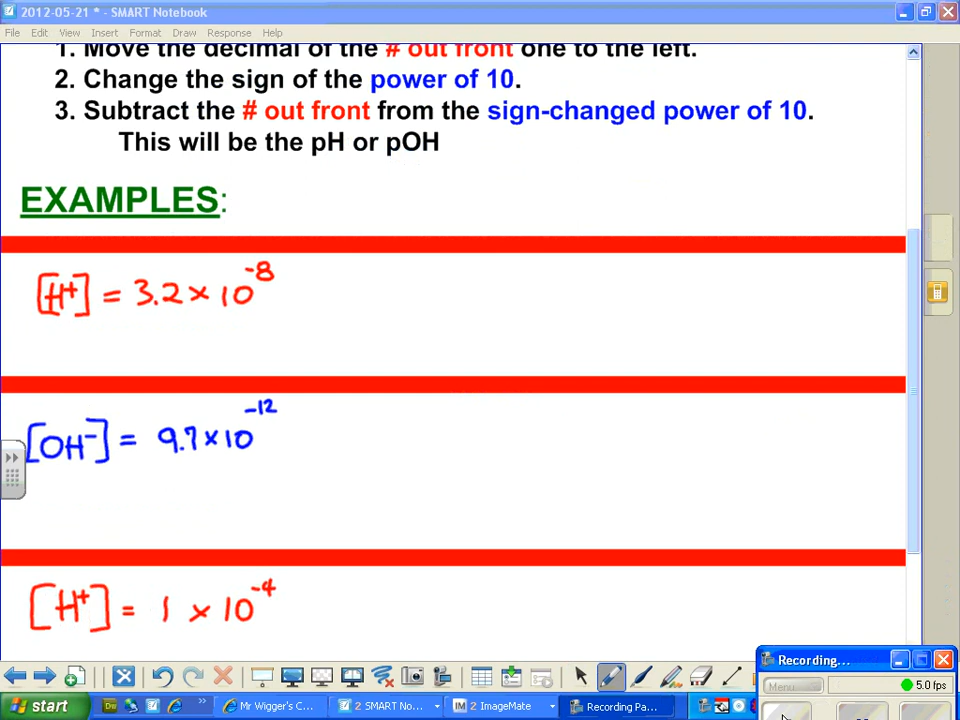 2012-05-21 * - SMART Notebook
File Edit View Insert Format Draw Response Help
1. Move the decimal of the # out front one to the left.
2. Change the sign of the power of 10.
3. Subtract the # out front from the sign-changed power of 10.
This will be the pH or pOH
EXAMPLES:
[H⁺] = 3.2 × 10⁻⁸
[OH⁻] = 9.7 × 10⁻¹²
[H⁺] = 1 × 10⁻⁴
Recording...
Menu
5.0 fps
start
Mr Wigger's C...
2 SMART No...
2 ImageMate
Recording Pa...